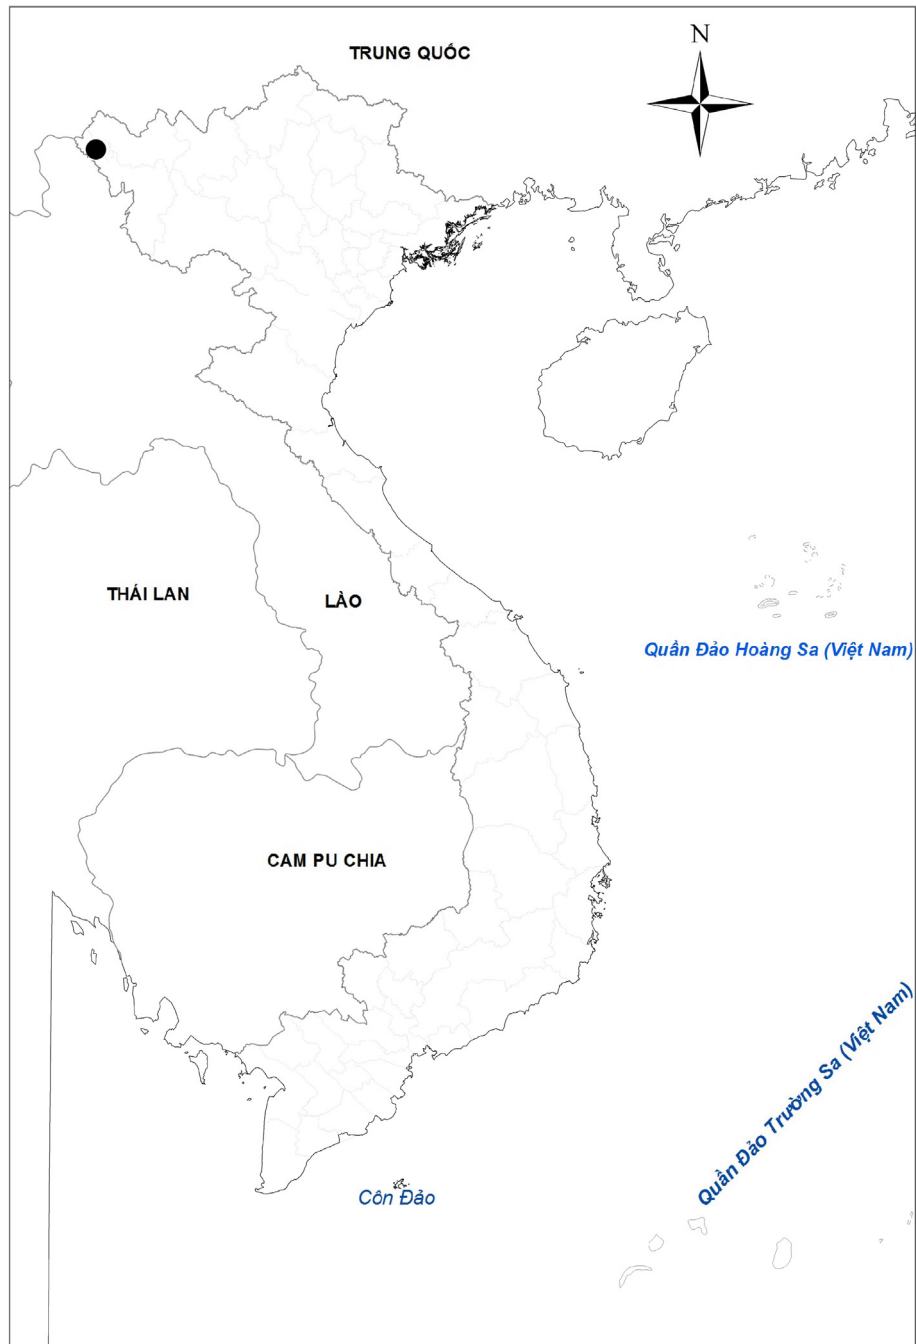 N
TRUNG QUỐC
THÁI LAN
LÀO
Quần Đảo Hoàng Sa (Việt Nam)
CAM PU CHIA
Quần Đảo Trường Sa (Việt Nam)
Côn Đảo